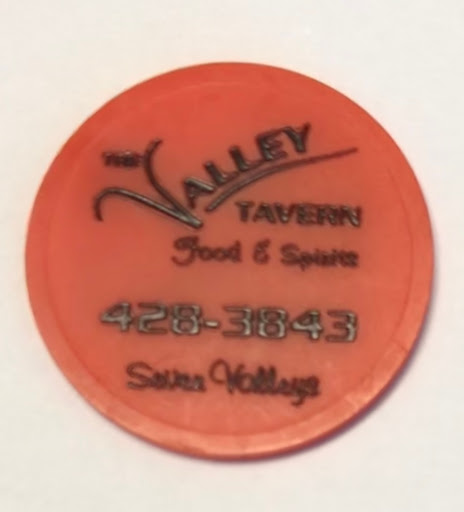 THE VALLEY
TAVERN
Food & Spirits
428-3843
Seven Valleys